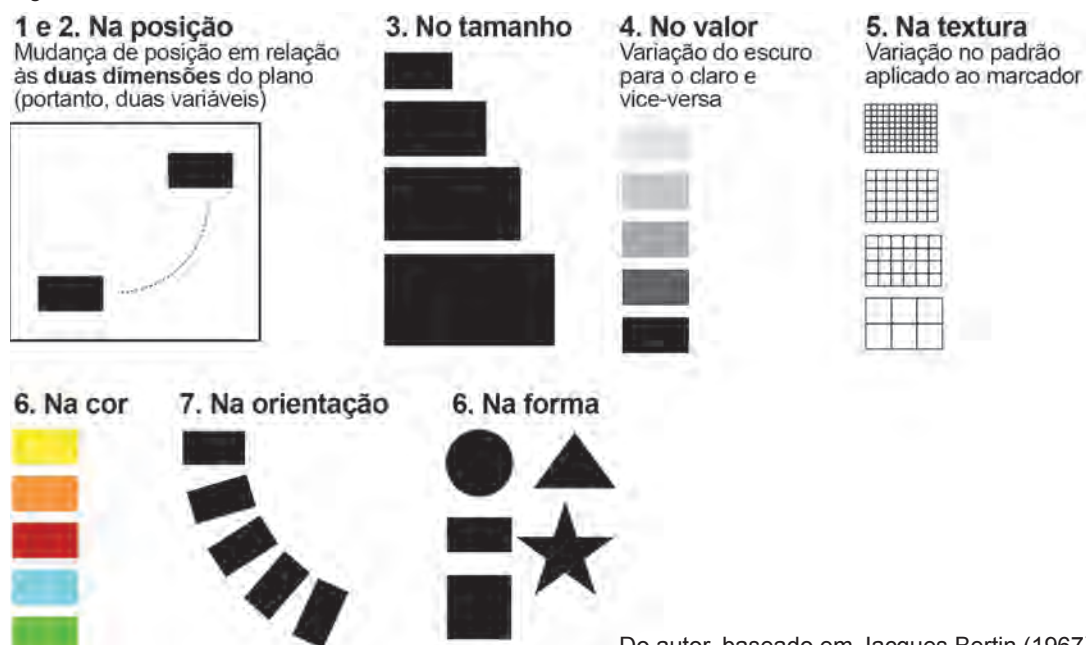 1 e 2. Na posição
Mudança de posição em relação
às duas dimensões do plano
(portanto, duas variáveis)
3. No tamanho
4. No valor
Variação do escuro
para o claro e
vice-versa
5. Na textura
Variação no padrão
aplicado ao marcador
6. Na cor
7. Na orientação
6. Na forma
Do autor, baseado em Jacques Bertin (1967